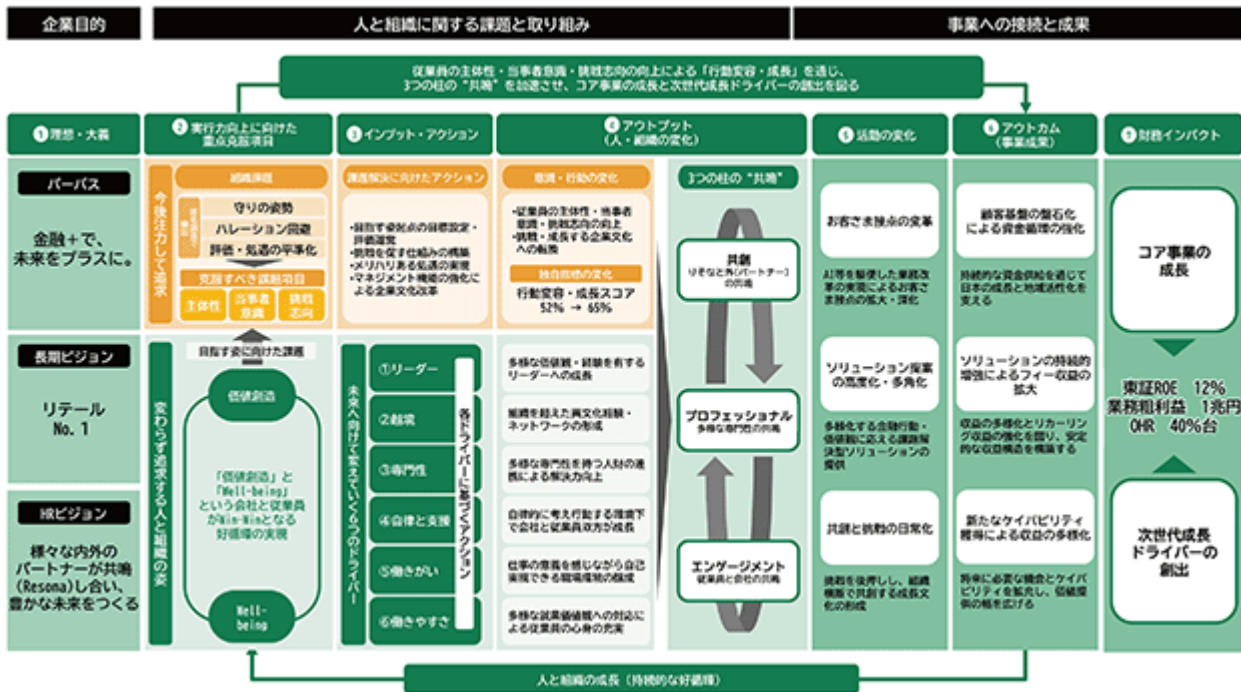 企業目的
人と組織に関する課題と取り組み
事業への接続と成果
従業員の主体性・当事者意識・挑戦志向の向上による「行動変容・成長」を通じ、
3つの柱の“共鳴”を加速させ、コア事業の成長と次世代成長ドライバーの創出を図る
❶理想・大義
パーパス
金融+で、
未来をプラスに。
長期ビジョン
リテール
No. 1
HRビジョン
様々な内外の
パートナーが共鳴
(Resona)し合い、
豊かな未来をつくる
❷実行力向上に向けた
重点克服項目
今後注力して追求
組織課題
守りの姿勢
ハレーション回避
評価・処遇の平準化
克服すべき課題項目
主体性
当事者
意識
挑戦
志向
目指す姿に向けた課題
変わらず追求する人と組織の姿
価値創造
「価値創造」と
「Well-being」
という会社と従業員
がWin-Winとなる
好循環の実現
Well-
being
❸インプット・アクション
課題解決に向けたアクション
・目指す姿起点の目標設定・
評価運営
・挑戦を促す仕組みの構築
・メリハリある処遇の実現
・マネジメント機能の強化に
よる企業文化改革
未来へ向けて変えていく6つのドライバー
①リーダー
②越境
③専門性
④自律と支援
⑤働きがい
⑥働きやすさ
各ドライバーに基づくアクション
❹アウトプット
(人・組織の変化)
意識・行動の変化
・従業員の主体性・当事者
意識・挑戦志向の向上
・挑戦・成長する企業文化
への転換
独自指標の変化
行動変容・成長スコア
52% → 65%
多様な価値観・経験を有する
リーダーへの成長
組織を超えた異文化経験・
ネットワークの形成
多様な専門性を持つ人財の連
携による解決力向上
自律的に考え行動する環境下
で会社と従業員双方が成長
仕事の意義を感じながら自己
実現できる職場環境の醸成
多様な就業価値観への対応に
よる従業員の心身の充実
3つの柱の“共鳴”
共創
りそなと外(パートナー)
の共鳴
プロフェッショナル
多様な専門性の共鳴
エンゲージメント
従業員と会社の共鳴
❺活動の変化
お客さま接点の変革
AI等を駆使した業務改
革の実現によるお客さ
ま接点の拡大・深化
ソリューション提案
の高度化・多角化
多様化する金融行動・
価値観に応える課題解
決型ソリューションの
提供
共創と挑戦の日常化
挑戦を後押しし、組織
横断で共創する成長文
化の形成
❻アウトカム
(事業成果)
顧客基盤の盤石化
による資金循環の強化
持続的な資金供給を通じて
日本の成長と地域活性化を
支える
ソリューションの持続的
増強によるフィー収益の
拡大
収益の多様化とリカーリン
グ収益の強化を図り、安定
的な収益構造を構築する
新たなケイパビリティ
獲得による収益の多様化
将来に必要な機会とケイパ
ビリティを拡充し、価値提
供の幅を広げる
❼財務インパクト
コア事業の
成長
東証ROE 12%
業務粗利益 1兆円
OHR 40%台
次世代成長
ドライバーの
創出
人と組織の成長(持続的な好循環)